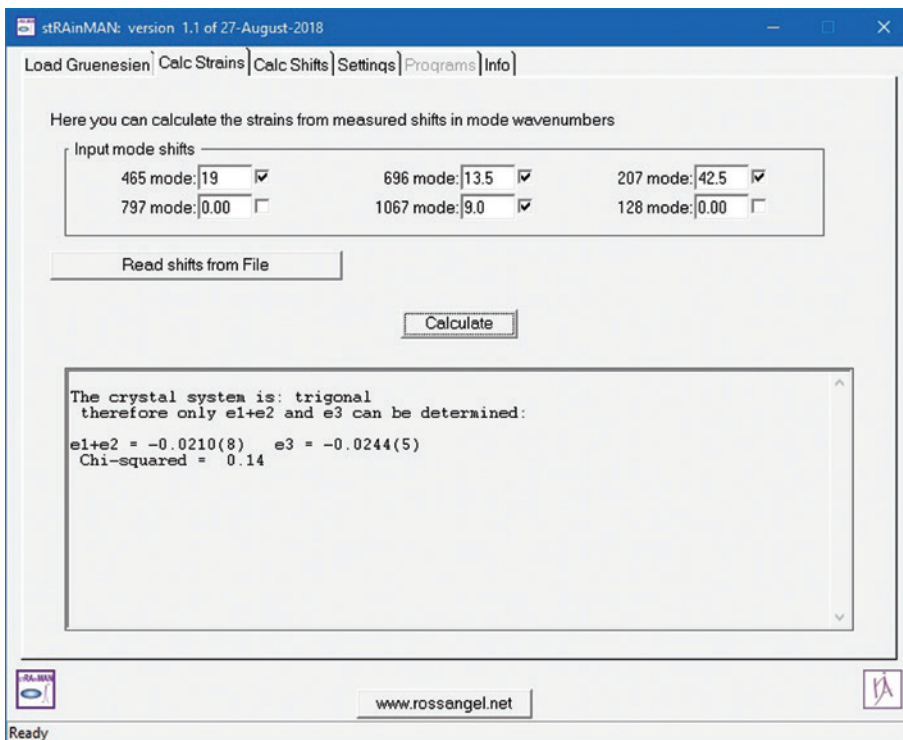 stRAinMAN: version 1.1 of 27-August-2018
Load Gruenesien Calc Strains Calc Shifts Settings Programs Info
Here you can calculate the strains from measured shifts in mode wavenumbers
Input mode shifts
465 mode: 19 696 mode: 13.5 207 mode: 42.5
797 mode: 0.00 1067 mode: 9.0 128 mode: 0.00
Read shifts from File
Calculate
The crystal system is: trigonal
therefore only e1+e2 and e3 can be determined:
e1+e2 = -0.0210(8) e3 = -0.0244(5)
Chi-squared = 0.14
stRAinMAN
www.rossangel.net
Ready